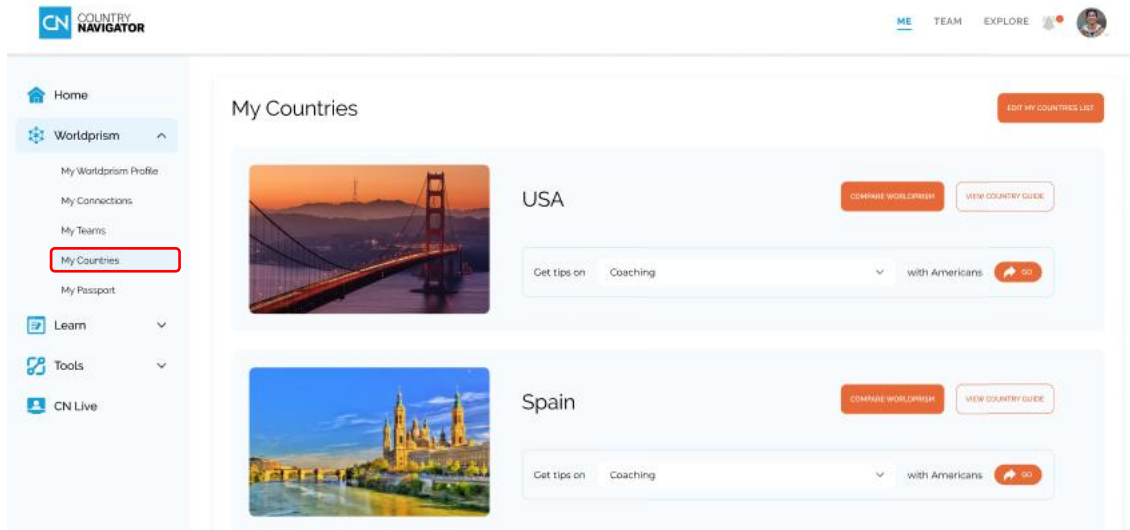 CN COUNTRY
NAVIGATOR
ME TEAM EXPLORE
Home
Worldprism
My Worldprism Profile
My Connections
My Teams
My Countries
My Passport
Learn
Tools
CN Live
My Countries
EDIT MY COUNTRIES LIST
USA
COMPARE WORLDPRISM
VIEW COUNTRY GUIDE
Get tips on Coaching with Americans GO
Spain
COMPARE WORLDPRISM
VIEW COUNTRY GUIDE
Get tips on Coaching with Americans GO